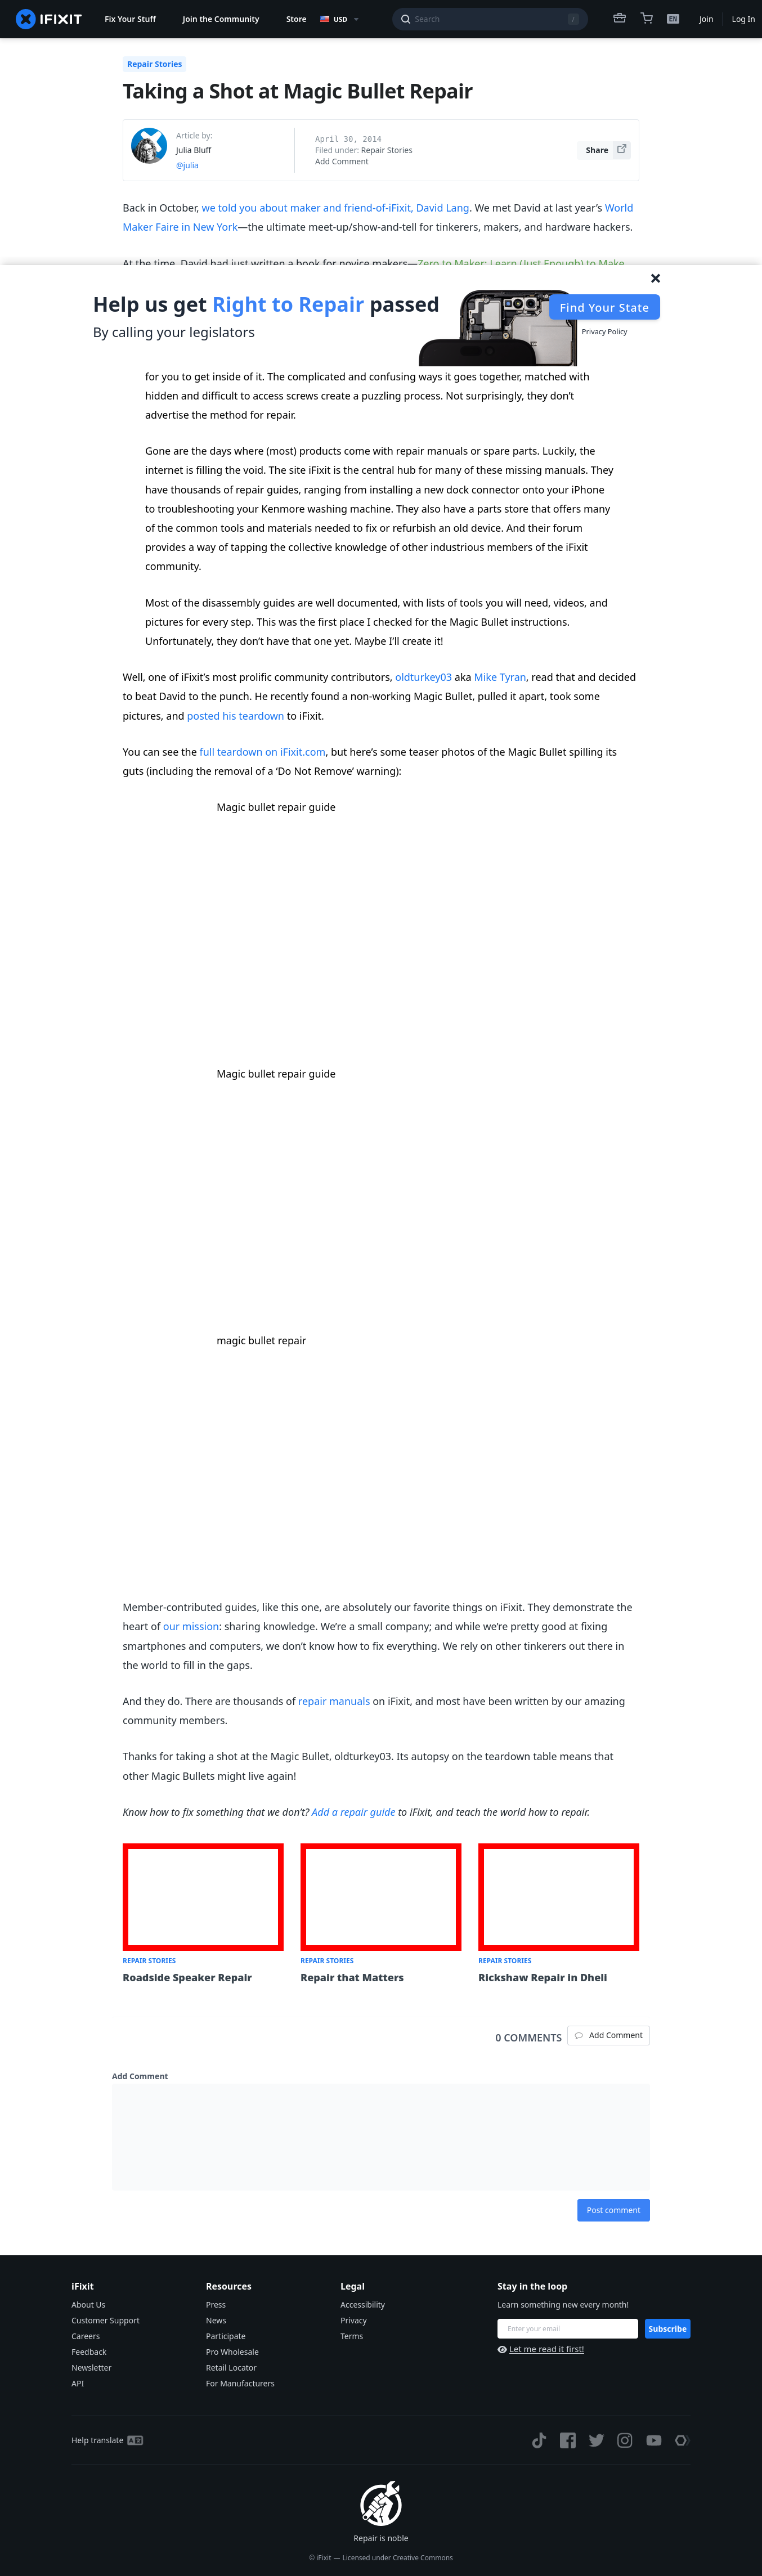 IFIXIT
Fix Your Stuff
Join the Community
Store
USD
Search
/
EN
Join
Log In
Repair Stories
Taking a Shot at Magic Bullet Repair
Article by:
Julia Bluff
@julia
April 30, 2014
Filed under: Repair Stories
Add Comment
Share
Back in October, we told you about maker and friend-of-iFixit, David Lang. We met David at last year’s World
Maker Faire in New York—the ultimate meet-up/show-and-tell for tinkerers, makers, and hardware hackers.
At the time, David had just written a book for novice makers—Zero to Maker: Learn (Just Enough) to Make
Help us get Right to Repair passed
By calling your legislators
Find Your State
Privacy Policy
for you to get inside of it. The complicated and confusing ways it goes together, matched with
hidden and difficult to access screws create a puzzling process. Not surprisingly, they don’t
advertise the method for repair.
Gone are the days where (most) products come with repair manuals or spare parts. Luckily, the
internet is filling the void. The site iFixit is the central hub for many of these missing manuals. They
have thousands of repair guides, ranging from installing a new dock connector onto your iPhone
to troubleshooting your Kenmore washing machine. They also have a parts store that offers many
of the common tools and materials needed to fix or refurbish an old device. And their forum
provides a way of tapping the collective knowledge of other industrious members of the iFixit
community.
Most of the disassembly guides are well documented, with lists of tools you will need, videos, and
pictures for every step. This was the first place I checked for the Magic Bullet instructions.
Unfortunately, they don’t have that one yet. Maybe I’ll create it!
Well, one of iFixit’s most prolific community contributors, oldturkey03 aka Mike Tyran, read that and decided
to beat David to the punch. He recently found a non-working Magic Bullet, pulled it apart, took some
pictures, and posted his teardown to iFixit.
You can see the full teardown on iFixit.com, but here’s some teaser photos of the Magic Bullet spilling its
guts (including the removal of a ‘Do Not Remove’ warning):
Magic bullet repair guide
Magic bullet repair guide
magic bullet repair
Member-contributed guides, like this one, are absolutely our favorite things on iFixit. They demonstrate the
heart of our mission: sharing knowledge. We’re a small company; and while we’re pretty good at fixing
smartphones and computers, we don’t know how to fix everything. We rely on other tinkerers out there in
the world to fill in the gaps.
And they do. There are thousands of repair manuals on iFixit, and most have been written by our amazing
community members.
Thanks for taking a shot at the Magic Bullet, oldturkey03. Its autopsy on the teardown table means that
other Magic Bullets might live again!
Know how to fix something that we don’t? Add a repair guide to iFixit, and teach the world how to repair.
REPAIR STORIES
Roadside Speaker Repair
REPAIR STORIES
Repair that Matters
REPAIR STORIES
Rickshaw Repair in Dheli
0 COMMENTS
Add Comment
Add Comment
Post comment
iFixit
About Us
Customer Support
Careers
Feedback
Newsletter
API
Resources
Press
News
Participate
Pro Wholesale
Retail Locator
For Manufacturers
Legal
Accessibility
Privacy
Terms
Stay in the loop
Learn something new every month!
Enter your email
Subscribe
Let me read it first!
Help translate
Repair is noble
© iFixit — Licensed under Creative Commons